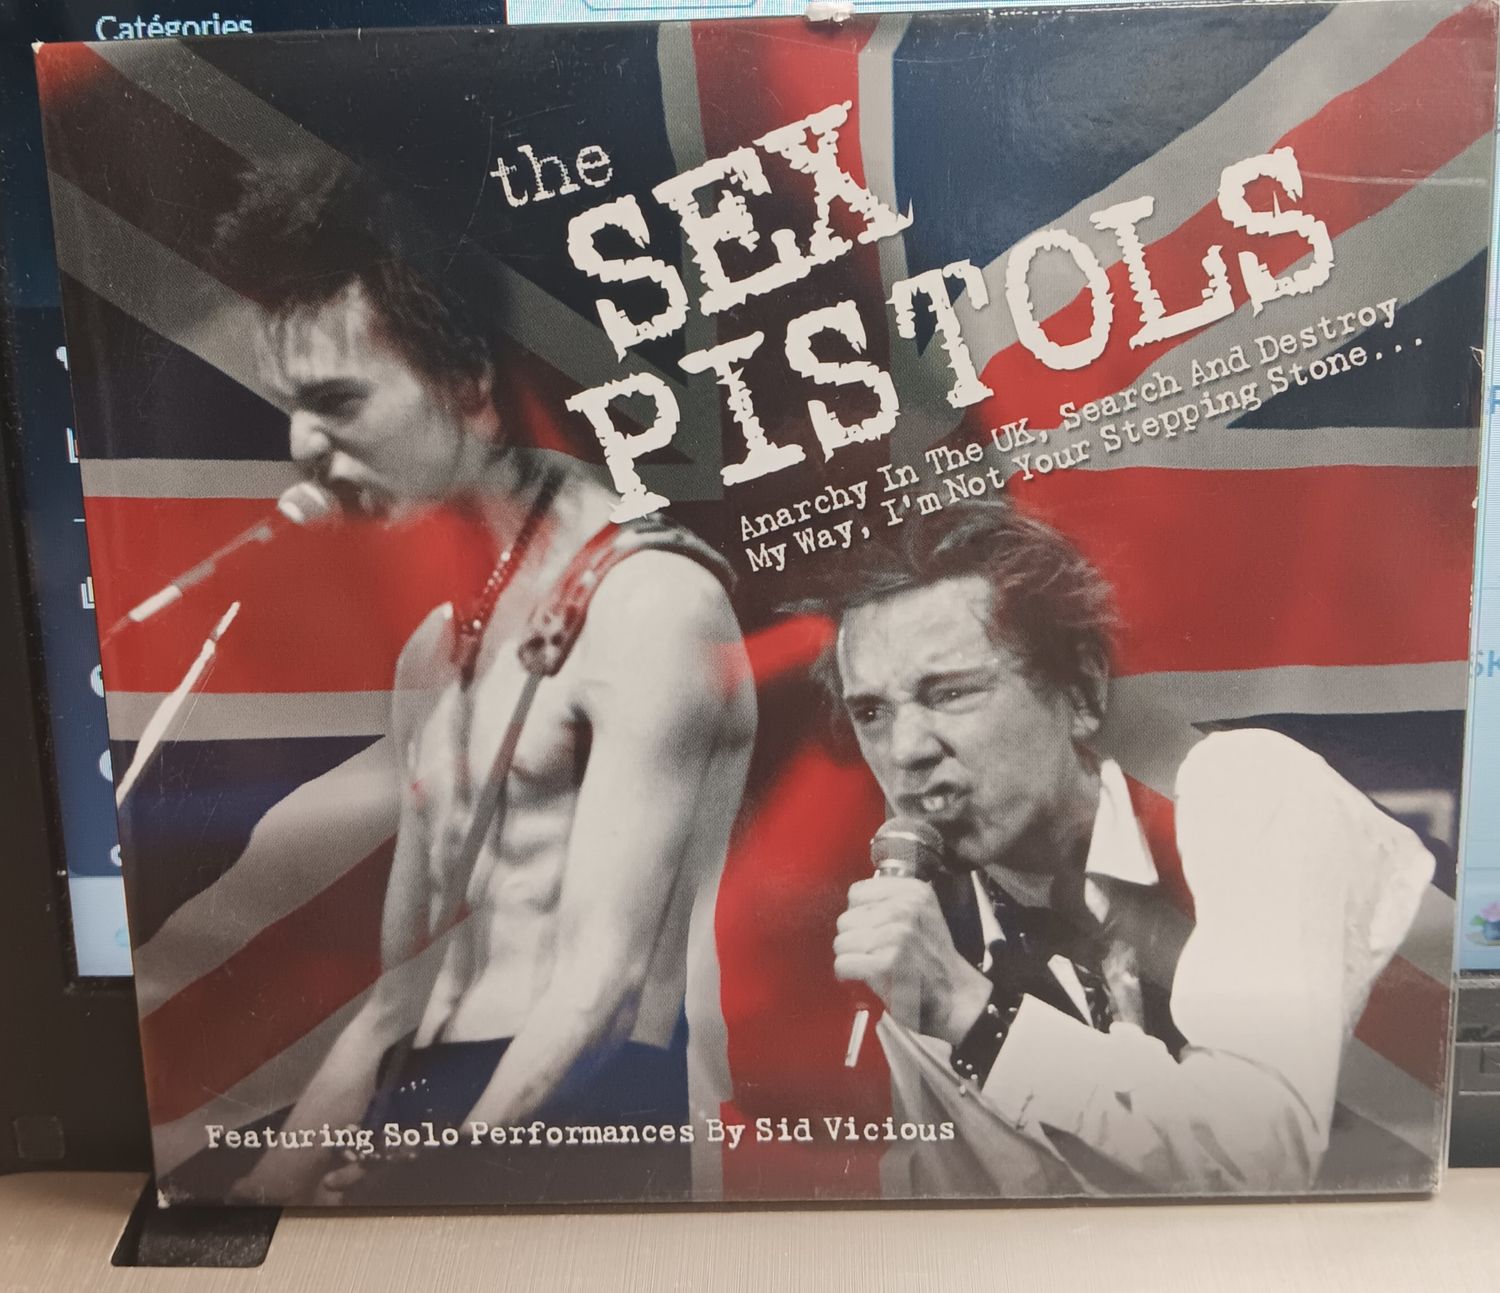 Catégories
the
SEX
PISTOLS
Anarchy In The UK, Search And Destroy
My Way, I'm Not Your Stepping Stone...
Featuring Solo Performances By Sid Vicious